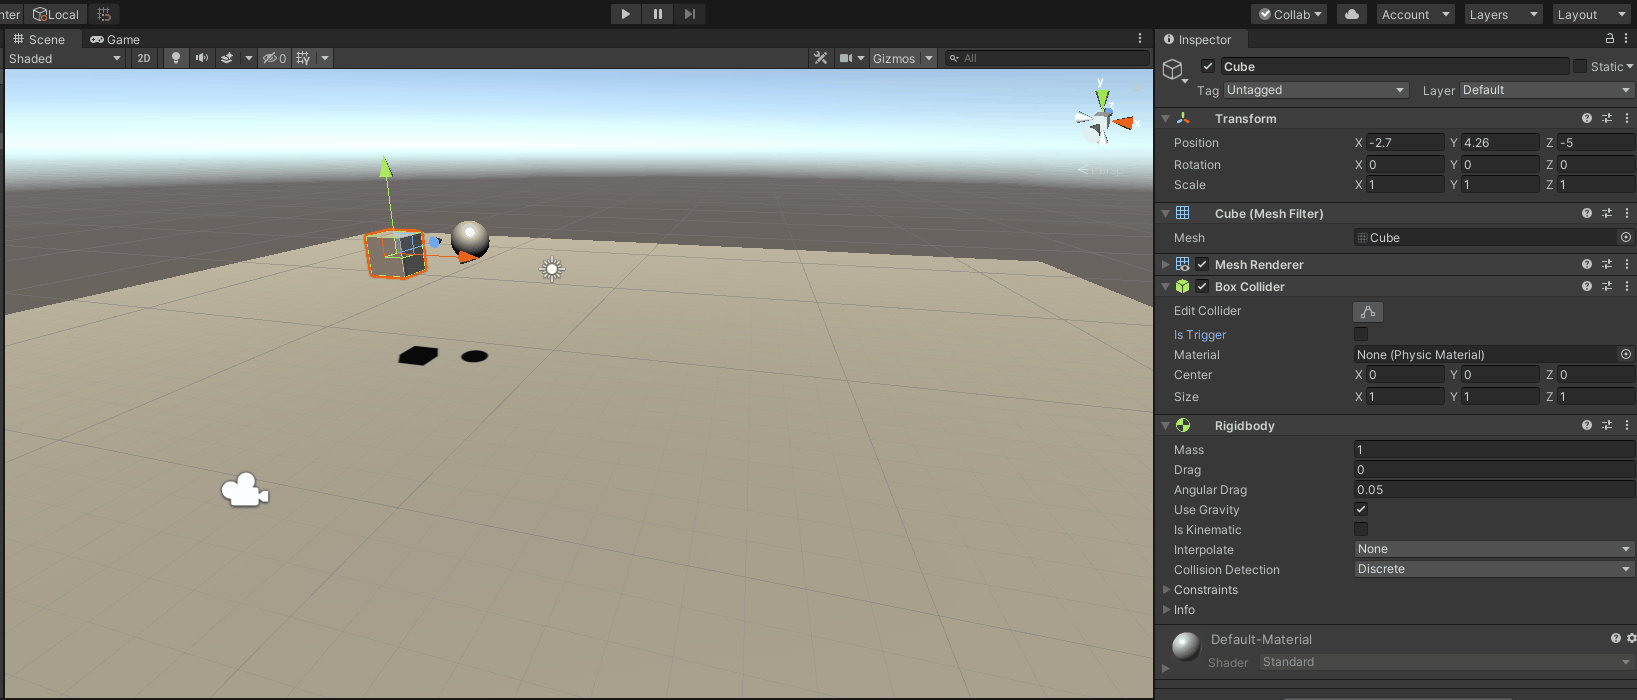 nter Local Collab Account Layers Layout
Scene Game
Shaded 2D 0 Gizmos All
y
z
x
Persp
Inspector
Cube Static
Tag Untagged Layer Default
Transform
Position X -2.7 Y 4.26 Z -5
Rotation X 0 Y 0 Z 0
Scale X 1 Y 1 Z 1
Cube (Mesh Filter)
Mesh Cube
Mesh Renderer
Box Collider
Edit Collider
Is Trigger
Material None (Physic Material)
Center X 0 Y 0 Z 0
Size X 1 Y 1 Z 1
Rigidbody
Mass 1
Drag 0
Angular Drag 0.05
Use Gravity
Is Kinematic
Interpolate None
Collision Detection Discrete
Constraints
Info
Default-Material
Shader Standard